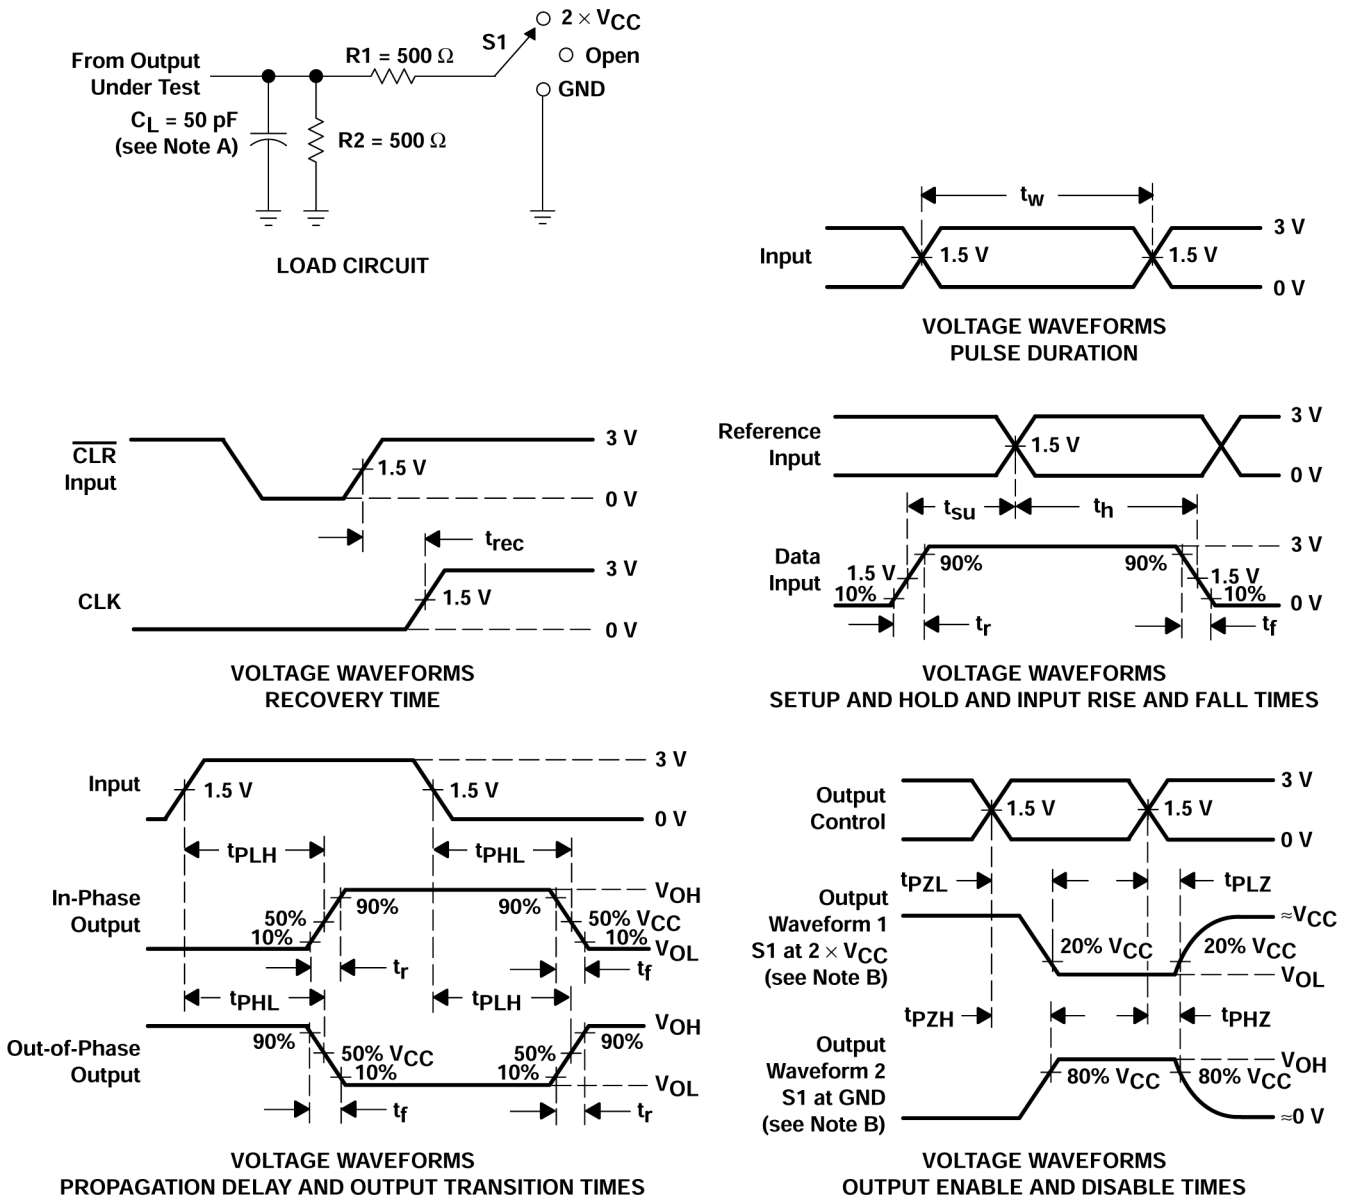 From Output
Under Test
R1 = 500 Ω
S1
2 × VCC
Open
GND
CL = 50 pF
(see Note A)
R2 = 500 Ω
LOAD CIRCUIT
tw
Input
1.5 V
1.5 V
3 V
0 V
VOLTAGE WAVEFORMS
PULSE DURATION
CLR
Input
3 V
1.5 V
0 V
trec
CLK
3 V
1.5 V
0 V
VOLTAGE WAVEFORMS
RECOVERY TIME
Reference
Input
3 V
1.5 V
0 V
tsu
th
Data
Input
1.5 V
10%
90%
90%
3 V
1.5 V
10%
0 V
tr
tf
VOLTAGE WAVEFORMS
SETUP AND HOLD AND INPUT RISE AND FALL TIMES
Input
1.5 V
1.5 V
3 V
0 V
tPLH
tPHL
In-Phase
Output
50%
10%
90%
90%
VOH
50% VCC
10%
VOL
tr
tf
tPHL
tPLH
Out-of-Phase
Output
90%
50% VCC
10%
50%
10%
VOH
90%
VOL
tf
tr
VOLTAGE WAVEFORMS
PROPAGATION DELAY AND OUTPUT TRANSITION TIMES
Output
Control
1.5 V
1.5 V
3 V
0 V
tPZL
tPLZ
Output
Waveform 1
S1 at 2 × VCC
(see Note B)
20% VCC
20% VCC
≈VCC
VOL
tPZH
tPHZ
Output
Waveform 2
S1 at GND
(see Note B)
80% VCC
80% VCC
VOH
≈0 V
VOLTAGE WAVEFORMS
OUTPUT ENABLE AND DISABLE TIMES